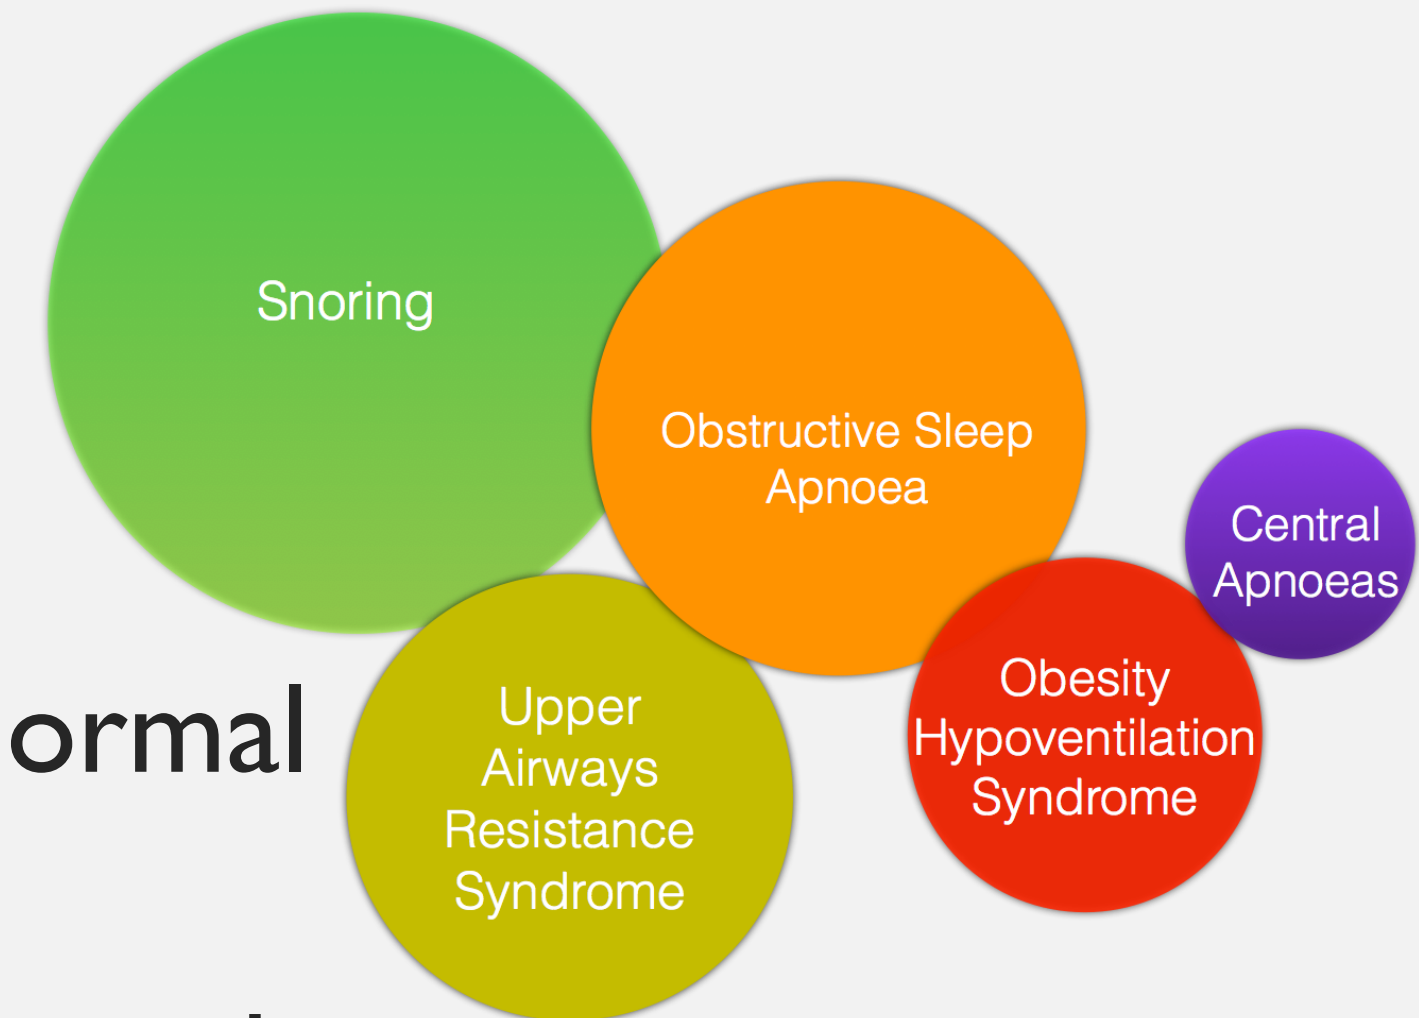 Snoring
Obstructive Sleep
Apnoea
Central
Apnoeas
Obesity
Hypoventilation
Syndrome
ormal
Upper
Airways
Resistance
Syndrome